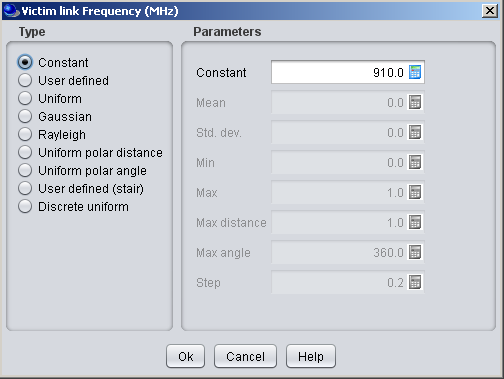 Victim link Frequency (MHz)
Type
Constant
User defined
Uniform
Gaussian
Rayleigh
Uniform polar distance
Uniform polar angle
User defined (stair)
Discrete uniform
Parameters
Constant 910.0
Mean 0.0
Std. dev. 0.0
Min 0.0
Max 1.0
Max distance 1.0
Max angle 360.0
Step 0.2
Ok Cancel Help